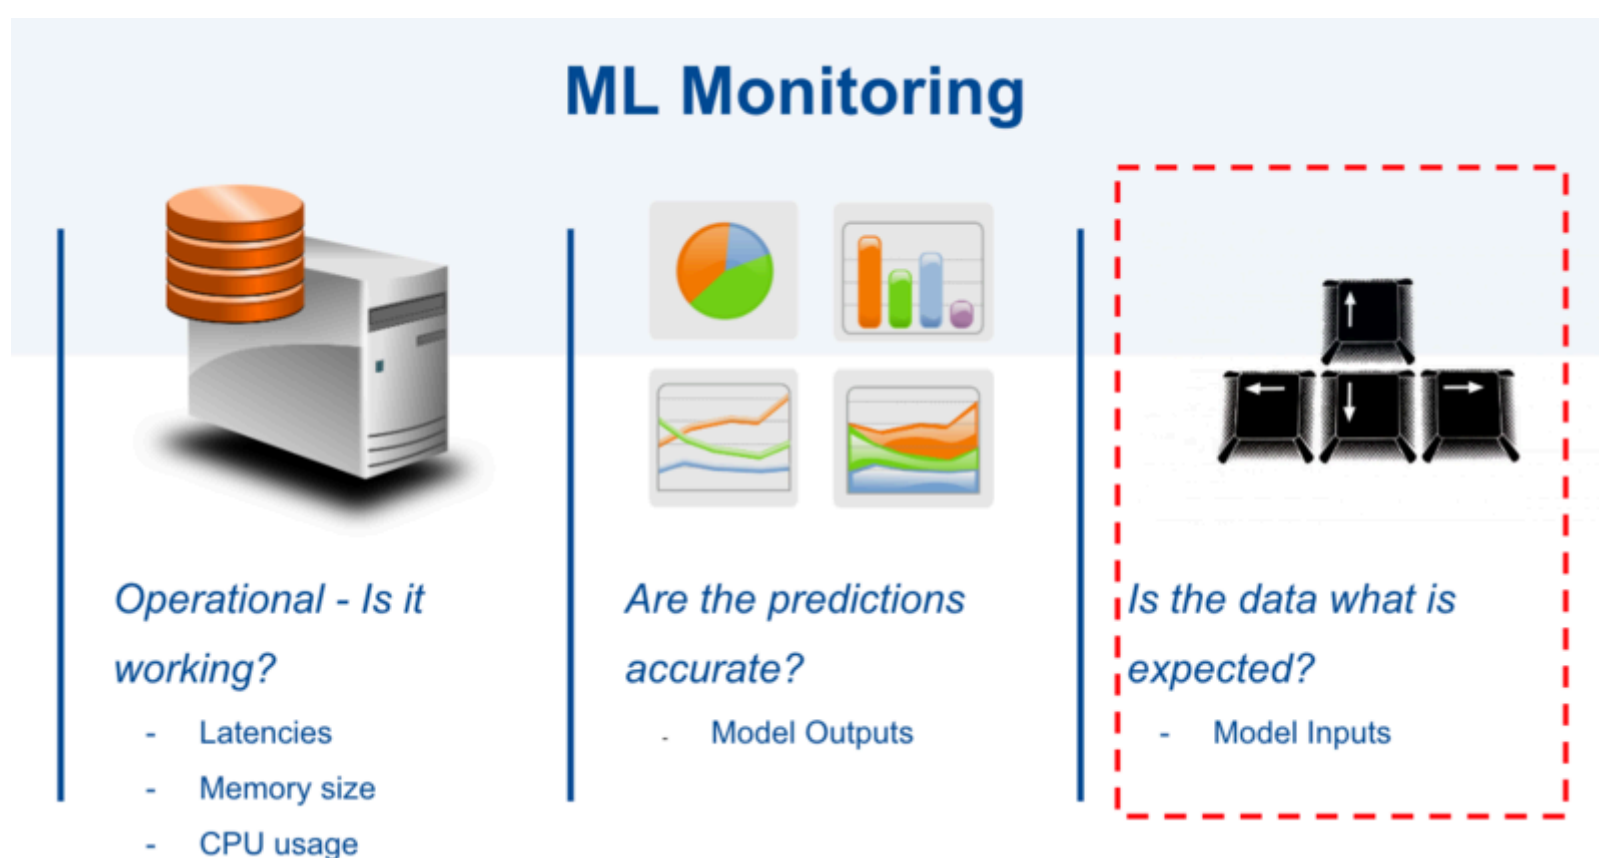 ML Monitoring
Operational - Is it
working?
- Latencies
- Memory size
- CPU usage
Are the predictions
accurate?
- Model Outputs
Is the data what is
expected?
- Model Inputs